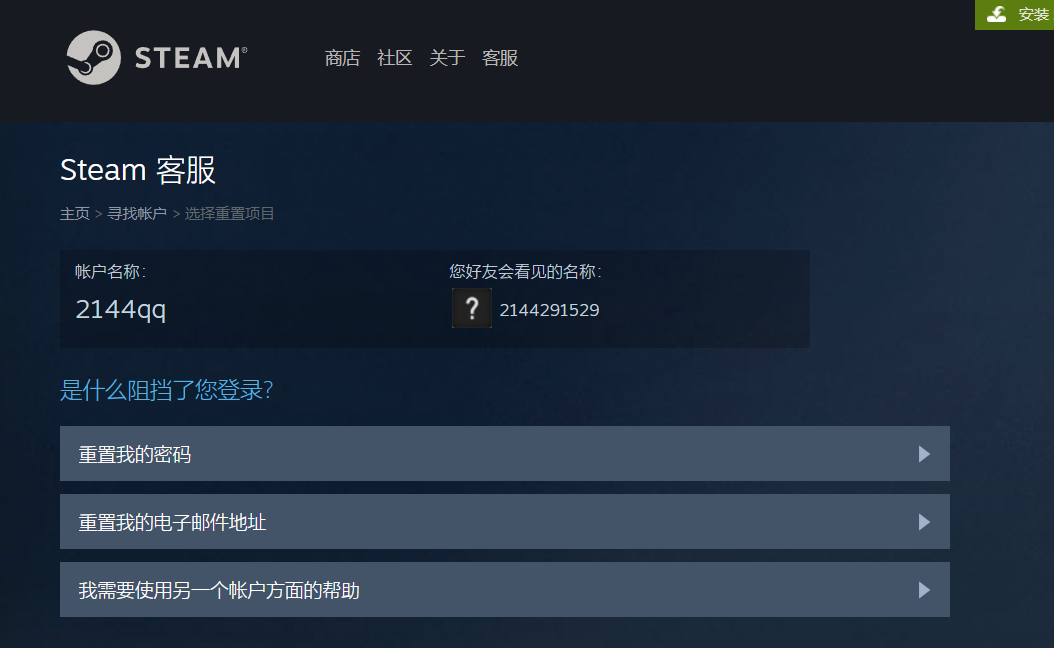 安装
STEAM®
商店 社区 关于 客服
Steam 客服
主页 > 寻找帐户 > 选择重置项目
帐户名称：
您好友会看见的名称：
2144qq
? 2144291529
是什么阻挡了您登录？
重置我的密码
重置我的电子邮件地址
我需要使用另一个帐户方面的帮助